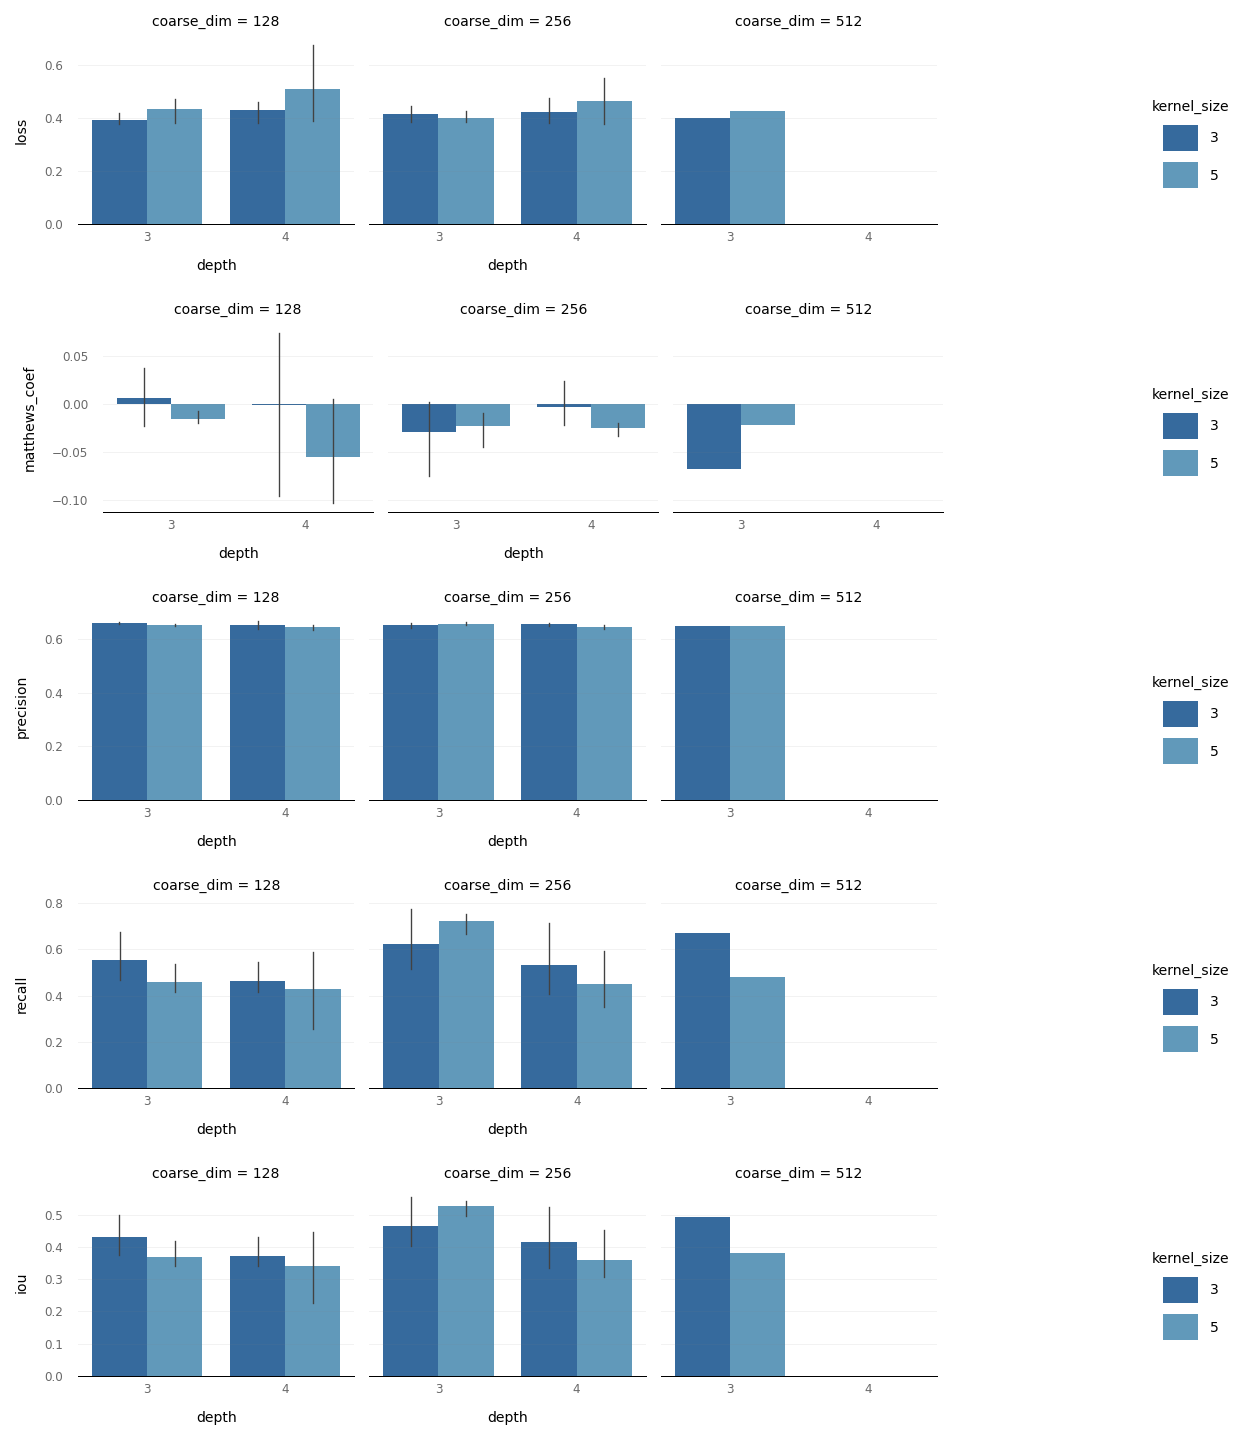 coarse_dim = 128 coarse_dim = 256 coarse_dim = 512
0.6
0.4
0.2
0.0
loss
3 4 3 4 3 4
depth depth
kernel_size
3
5
coarse_dim = 128 coarse_dim = 256 coarse_dim = 512
0.05
0.00
−0.05
−0.10
matthews_coef
3 4 3 4 3 4
depth depth
kernel_size
3
5
coarse_dim = 128 coarse_dim = 256 coarse_dim = 512
0.6
0.4
0.2
0.0
precision
3 4 3 4 3 4
depth depth
kernel_size
3
5
coarse_dim = 128 coarse_dim = 256 coarse_dim = 512
0.8
0.6
0.4
0.2
0.0
recall
3 4 3 4 3 4
depth depth
kernel_size
3
5
coarse_dim = 128 coarse_dim = 256 coarse_dim = 512
0.5
0.4
0.3
0.2
0.1
0.0
iou
3 4 3 4 3 4
depth depth
kernel_size
3
5